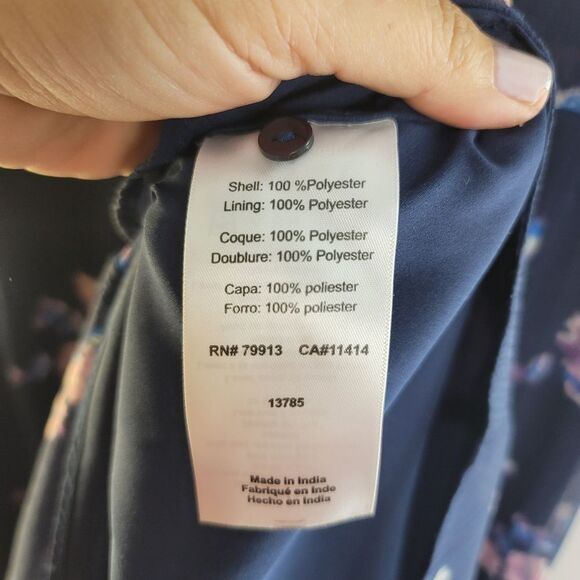 Shell: 100 %Polyester
Lining: 100% Polyester
Coque: 100% Polyester
Doublure: 100% Polyester
Capa: 100% poliester
Forro: 100% poliester
RN# 79913 CA#11414
13785
Made in India
Fabriqué en Inde
Hecho en India